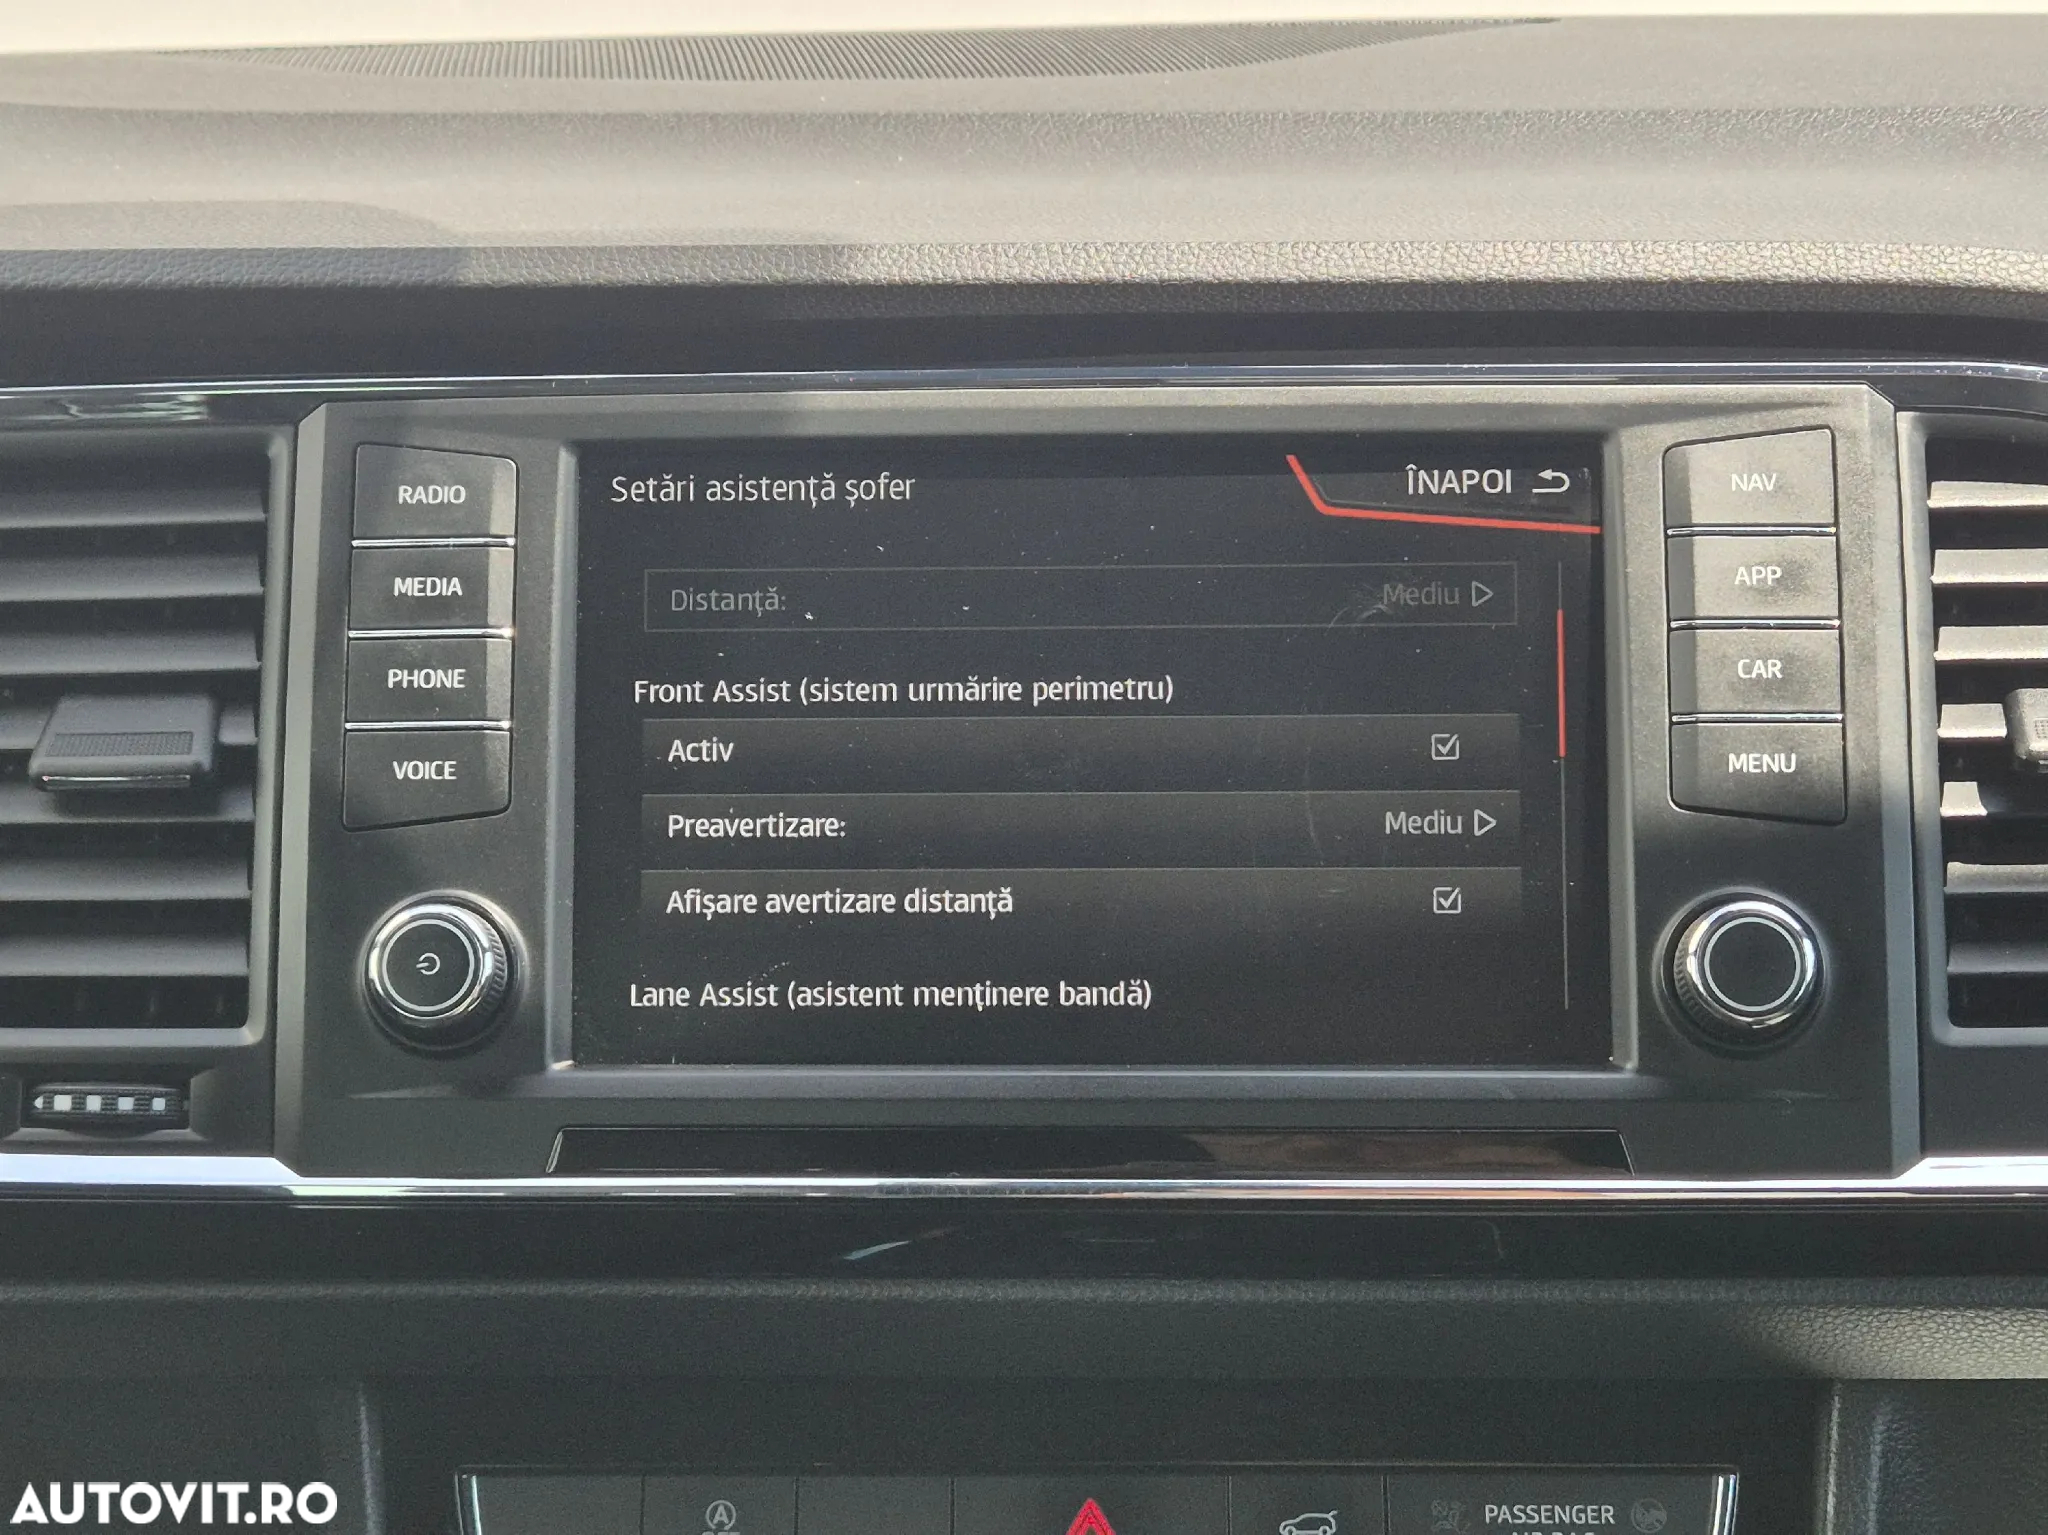 Setări asistență șofer
ÎNAPOI
RADIO
MEDIA
PHONE
VOICE
Distanță: Mediu
Front Assist (sistem urmărire perimetru)
Activ
Preavertizare: Mediu
Afișare avertizare distanță
Lane Assist (asistent menținere bandă)
NAV
APP
CAR
MENU
A
PASSENGER
AUTOVIT.RO